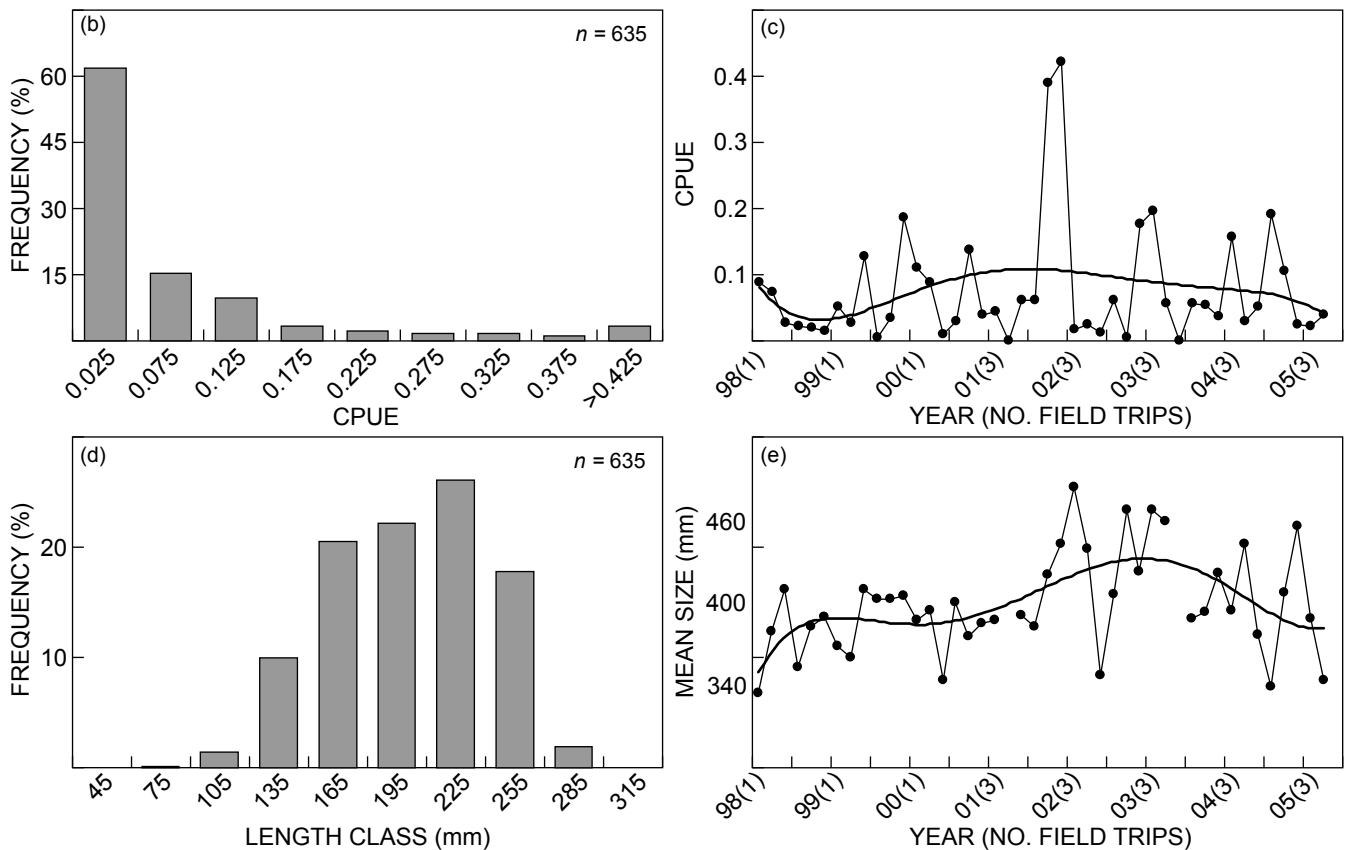 (b)
n = 635
FREQUENCY (%)
60
45
30
15
0.025 0.075 0.125 0.175 0.225 0.275 0.325 0.375 >0.425
CPUE
(c)
CPUE
0.4
0.3
0.2
0.1
98(1) 99(1) 00(1) 01(3) 02(3) 03(3) 04(3) 05(3)
YEAR (NO. FIELD TRIPS)
(d)
n = 635
FREQUENCY (%)
20
10
45 75 105 135 165 195 225 255 285 315
LENGTH CLASS (mm)
(e)
MEAN SIZE (mm)
460
400
340
98(1) 99(1) 00(1) 01(3) 02(3) 03(3) 04(3) 05(3)
YEAR (NO. FIELD TRIPS)